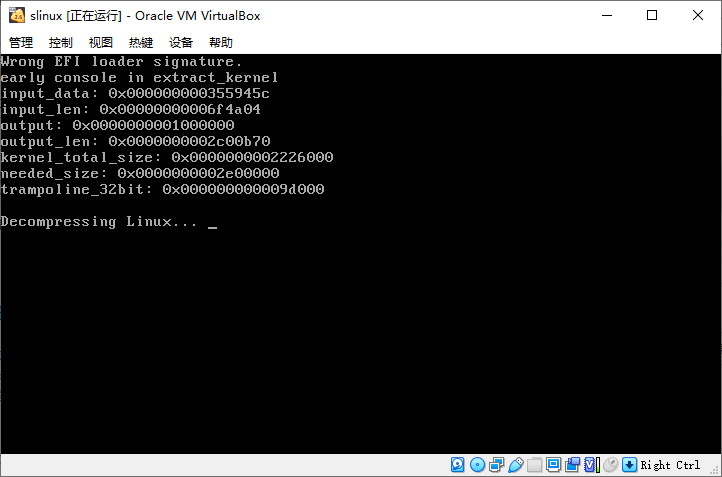 slinux [正在运行] - Oracle VM VirtualBox
管理 控制 视图 热键 设备 帮助
Wrong EFI loader signature.
early console in extract_kernel
input_data: 0x000000000355945c
input_len: 0x00000000006f4a04
output: 0x0000000001000000
output_len: 0x0000000002c00b70
kernel_total_size: 0x0000000002226000
needed_size: 0x0000000002e00000
trampoline_32bit: 0x000000000009d000
Decompressing Linux... _
Right Ctrl